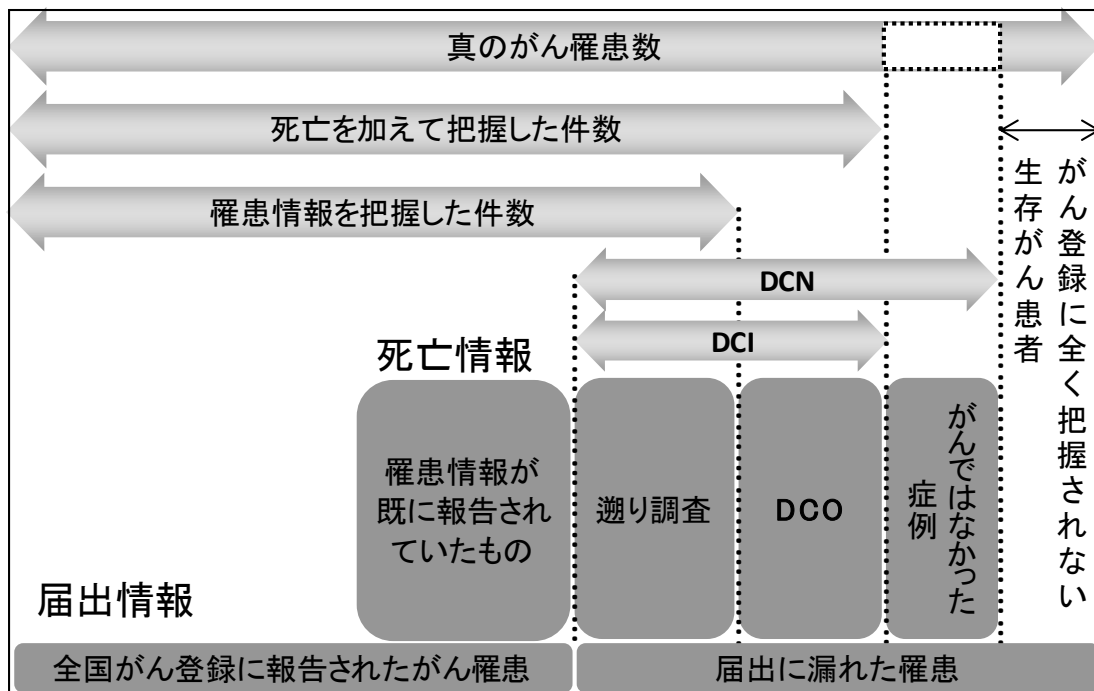 真のがん罹患数
死亡を加えて把握した件数
罹患情報を把握した件数
がん登録に全く把握されない
生存がん患者
DCN
DCI
死亡情報
罹患情報が
既に報告され
ていたもの
遡り調査
DCO
がんではなかった
症例
届出情報
全国がん登録に報告されたがん罹患
届出に漏れた罹患